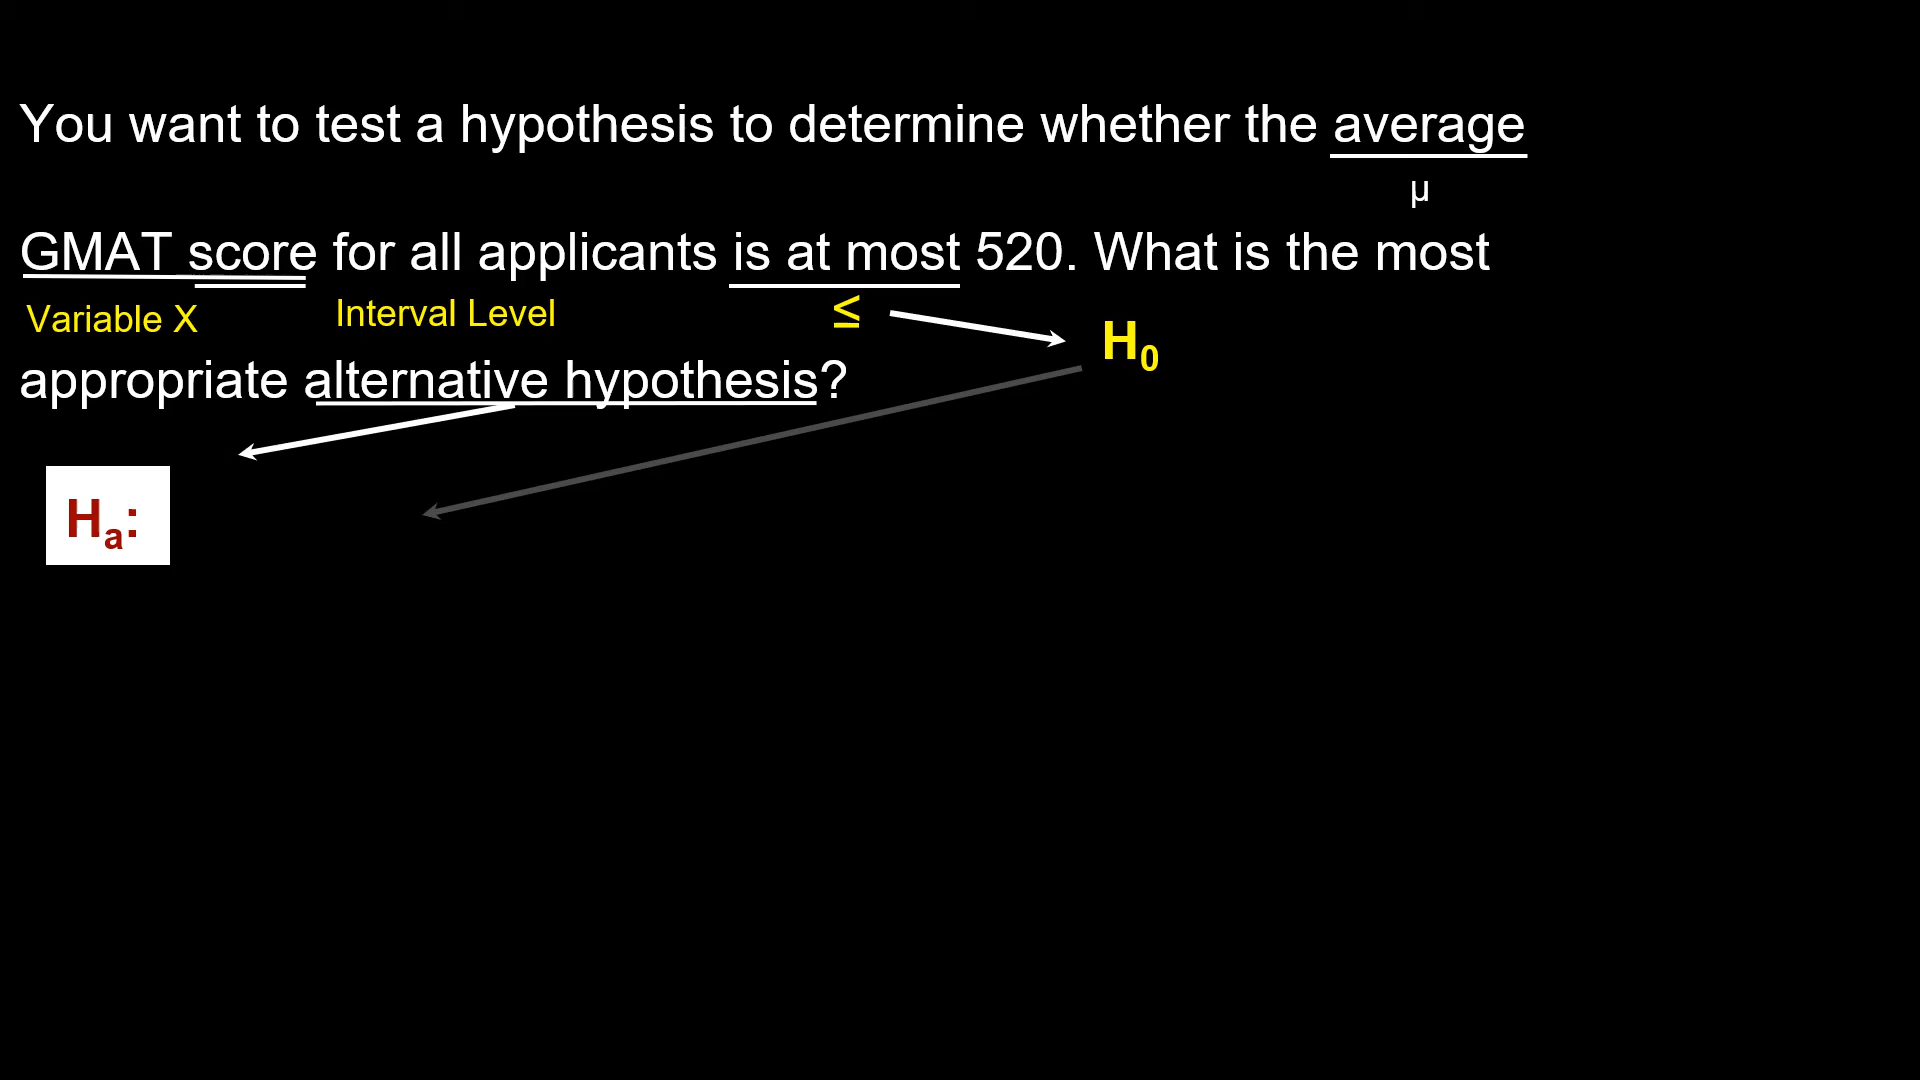 You want to test a hypothesis to determine whether the average
μ
GMAT score for all applicants is at most 520. What is the most
Variable X Interval Level ≤ H₀
appropriate alternative hypothesis?
Hₐ: